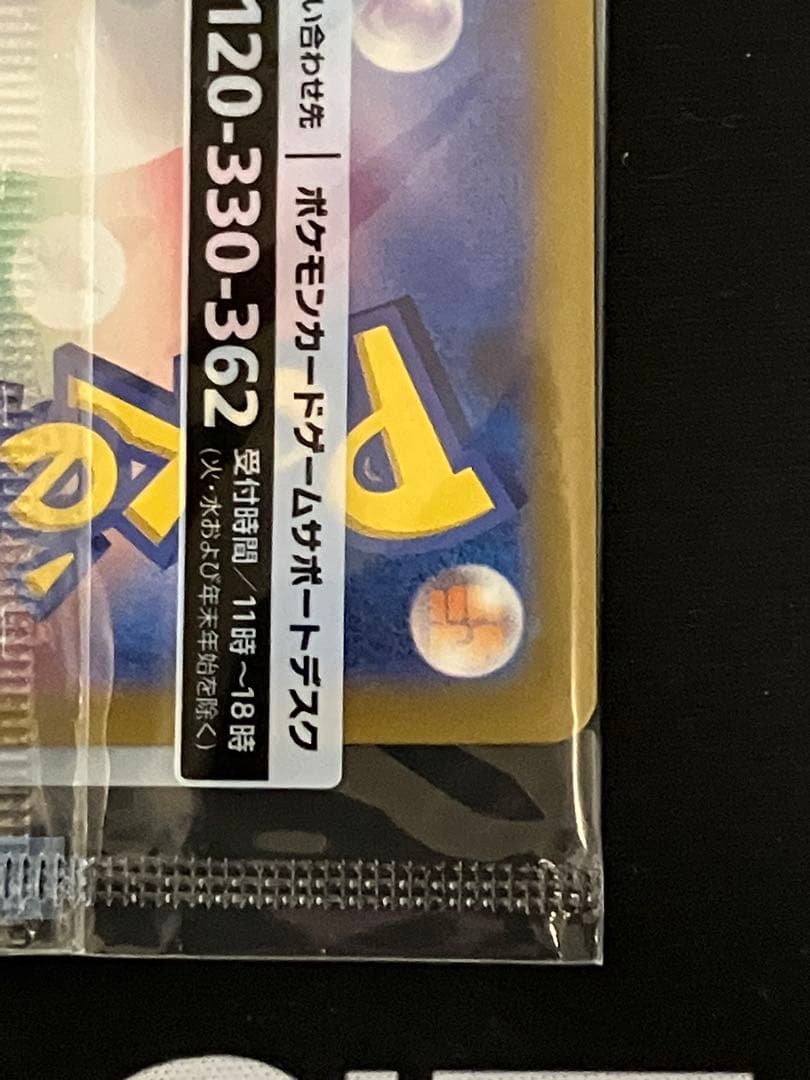 い合わせ先 | ポケモンカードゲームサポートデスク
120-330-362
受付時間/11時〜18時
(火・水および年末年始を除く)
Poké